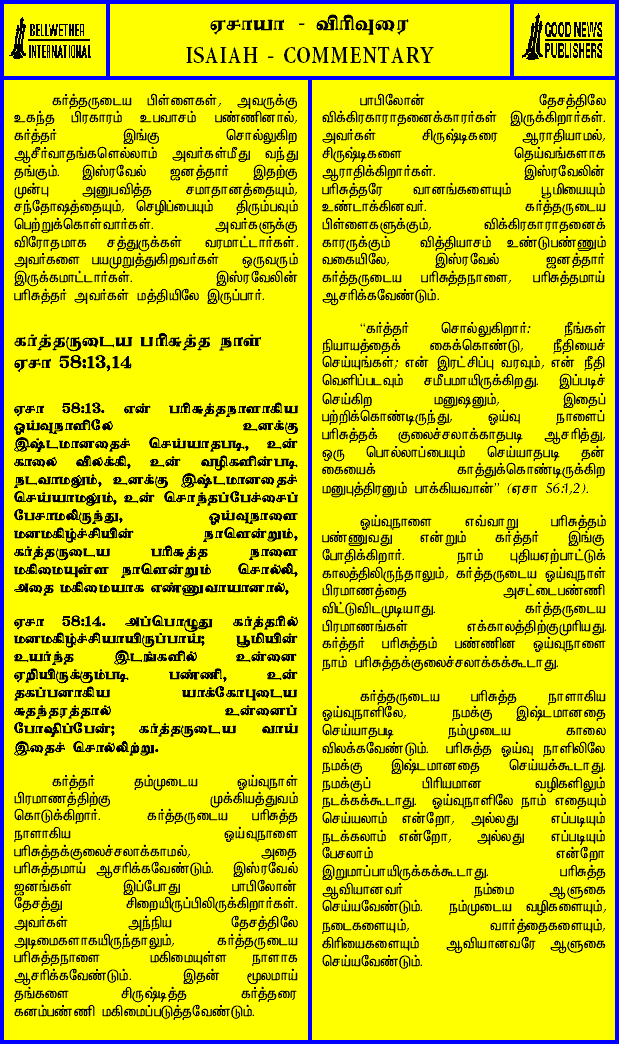 BELLWETHER
INTERNATIONAL
ஏசாயா - விரிவுரை
ISAIAH - COMMENTARY
GOOD NEWS
PUBLISHERS
கர்த்தருடைய பிள்ளைகள், அவருக்கு
உகந்த பிரகாரம் உபவாசம் பண்ணினால்,
கர்த்தர் இங்கு சொல்லுகிற
ஆசீர்வாதங்களெல்லாம் அவர்கள்மீது வந்து
தங்கும். இஸ்ரவேல் ஜனத்தார் இதற்கு
முன்பு அனுபவித்த சமாதானத்தையும்,
சந்தோஷத்தையும், செழிப்பையும் திரும்பவும்
பெற்றுக்கொள்வார்கள். அவர்களுக்கு
விரோதமாக சத்துருக்கள் வரமாட்டார்கள்.
அவர்களை பயமுறுத்துகிறவர்கள் ஒருவரும்
இருக்கமாட்டார்கள். இஸ்ரவேலின்
பரிசுத்தர் அவர்கள் மத்தியிலே இருப்பார்.
கர்த்தருடைய பரிசுத்த நாள்
ஏசா 58:13,14
ஏசா 58:13. என் பரிசுத்தநாளாகிய
ஓய்வுநாளிலே உனக்கு
இஷ்டமானதைச் செய்யாதபடி, உன்
காலை விலக்கி, உன் வழிகளின்படி
நடவாமலும், உனக்கு இஷ்டமானதைச்
செய்யாமலும், உன் சொந்தப்பேச்சைப்
பேசாமலிருந்து, ஓய்வுநாளை
மனமகிழ்ச்சியின் நாளென்றும்,
கர்த்தருடைய பரிசுத்த நாளை
மகிமையுள்ள நாளென்றும் சொல்லி,
அதை மகிமையாக எண்ணுவாயானால்,
ஏசா 58:14. அப்பொழுது கர்த்தரில்
மனமகிழ்ச்சியாயிருப்பாய்; பூமியின்
உயர்ந்த இடங்களில் உன்னை
ஏறியிருக்கும்படி பண்ணி, உன்
தகப்பனாகிய யாக்கோபுடைய
சுதந்தரத்தால் உன்னைப்
போஷிப்பேன்; கர்த்தருடைய வாய்
இதைச் சொல்லிற்று.
கர்த்தர் தம்முடைய ஓய்வுநாள்
பிரமாணத்திற்கு முக்கியத்துவம்
கொடுக்கிறார். கர்த்தருடைய பரிசுத்த
நாளாகிய ஓய்வுநாளை
பரிசுத்தக்குலைச்சலாக்காமல், அதை
பரிசுத்தமாய் ஆசரிக்கவேண்டும். இஸ்ரவேல்
ஜனங்கள் இப்போது பாபிலோன்
தேசத்து சிறையிருப்பிலிருக்கிறார்கள்.
அவர்கள் அந்நிய தேசத்திலே
அடிமைகளாகயிருந்தாலும், கர்த்தருடைய
பரிசுத்தநாளை மகிமையுள்ள நாளாக
ஆசரிக்கவேண்டும். இதன் மூலமாய்
தங்களை சிருஷ்டித்த கர்த்தரை
கனம்பண்ணி மகிமைப்படுத்தவேண்டும்.
பாபிலோன் தேசத்திலே
விக்கிரகாராதனைக்காரர்கள் இருக்கிறார்கள்.
அவர்கள் சிருஷ்டிகரை ஆராதியாமல்,
சிருஷ்டிகளை தெய்வங்களாக
ஆராதிக்கிறார்கள். இஸ்ரவேலின்
பரிசுத்தரே வானங்களையும் பூமியையும்
உண்டாக்கினவர். கர்த்தருடைய
பிள்ளைகளுக்கும், விக்கிரகாராதனைக்
காரருக்கும் வித்தியாசம் உண்டுபண்ணும்
வகையிலே, இஸ்ரவேல் ஜனத்தார்
கர்த்தருடைய பரிசுத்தநாளை, பரிசுத்தமாய்
ஆசரிக்கவேண்டும்.
“கர்த்தர் சொல்லுகிறார்: நீங்கள்
நியாயத்தைக் கைக்கொண்டு, நீதியைச்
செய்யுங்கள்; என் இரட்சிப்பு வரவும், என் நீதி
வெளிப்படவும் சமீபமாயிருக்கிறது. இப்படிச்
செய்கிற மனுஷனும், இதைப்
பற்றிக்கொண்டிருந்து, ஓய்வு நாளைப்
பரிசுத்தக் குலைச்சலாக்காதபடி ஆசரித்து,
ஒரு பொல்லாப்பையும் செய்யாதபடி தன்
கையைக் காத்துக்கொண்டிருக்கிற
மனுபுத்திரனும் பாக்கியவான்” (ஏசா 56:1,2).
ஓய்வுநாளை எவ்வாறு பரிசுத்தம்
பண்ணுவது என்றும் கர்த்தர் இங்கு
போதிக்கிறார். நாம் புதியஏற்பாட்டுக்
காலத்திலிருந்தாலும், கர்த்தருடைய ஓய்வுநாள்
பிரமாணத்தை அசட்டைபண்ணி
விட்டுவிடமுடியாது. கர்த்தருடைய
பிரமாணங்கள் எக்காலத்திற்குமுரியது.
கர்த்தர் பரிசுத்தம் பண்ணின ஓய்வுநாளை
நாம் பரிசுத்தக்குலைச்சலாக்கக்கூடாது.
கர்த்தருடைய பரிசுத்த நாளாகிய
ஓய்வுநாளிலே, நமக்கு இஷ்டமானதை
செய்யாதபடி நம்முடைய காலை
விலக்கவேண்டும். பரிசுத்த ஓய்வு நாளிலிலே
நமக்கு இஷ்டமானதை செய்யக்கூடாது.
நமக்குப் பிரியமான வழிகளிலும்
நடக்கக்கூடாது. ஓய்வுநாளிலே நாம் எதையும்
செய்யலாம் என்றோ, அல்லது எப்படியும்
நடக்கலாம் என்றோ, அல்லது எப்படியும்
பேசலாம் என்றோ
இறுமாப்பாயிருக்கக்கூடாது. பரிசுத்த
ஆவியானவர் நம்மை ஆளுகை
செய்யவேண்டும். நம்முடைய வழிகளையும்,
நடைகளையும், வார்த்தைகளையும்,
கிரியைகளையும் ஆவியானவரே ஆளுகை
செய்யவேண்டும்.